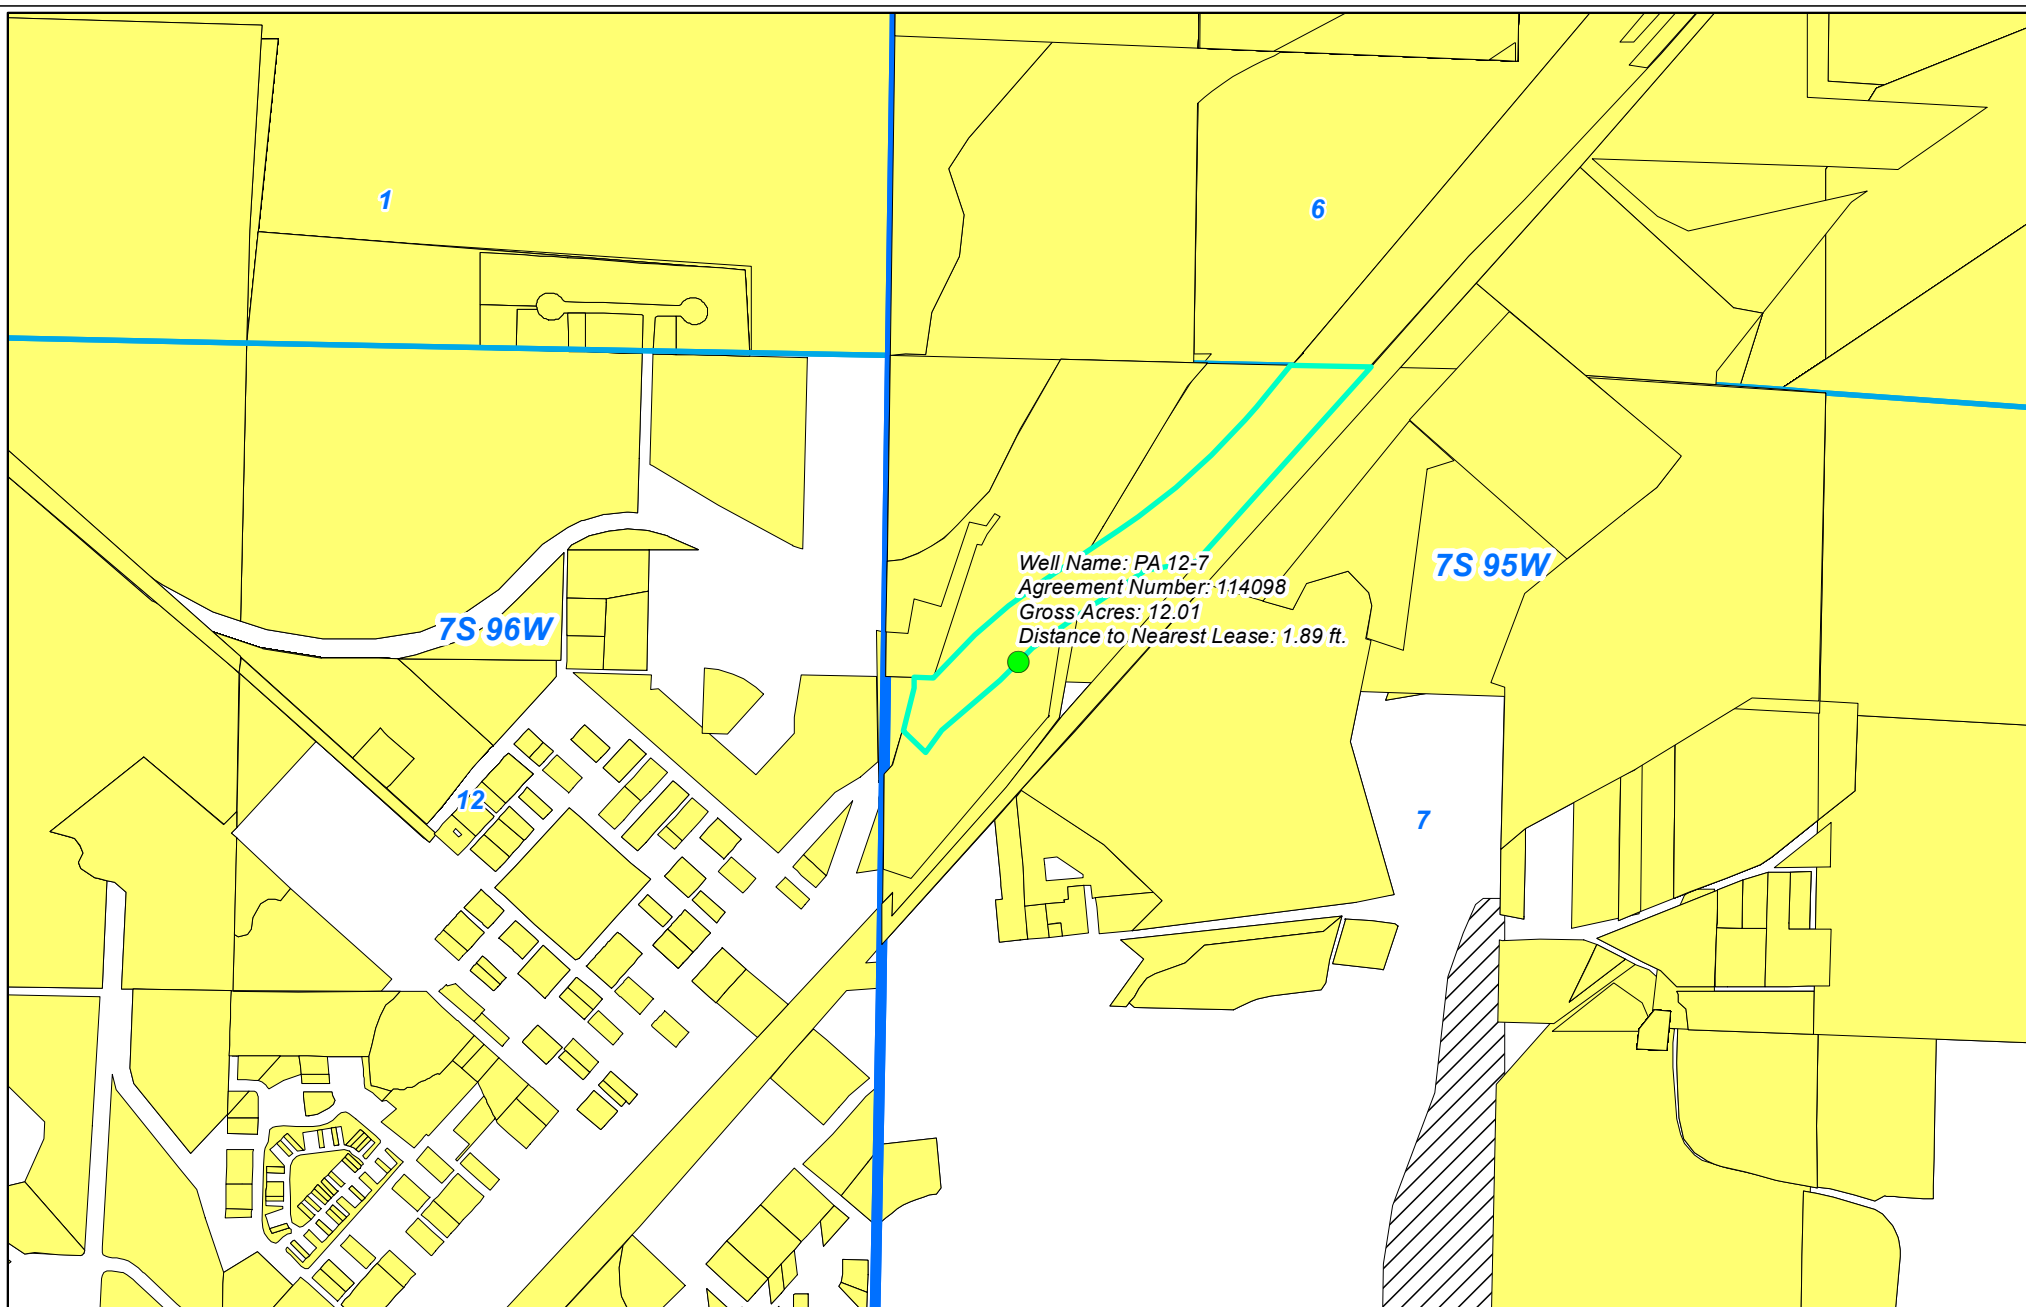 1
6
Well Name: PA 12-7
Agreement Number: 114098
Gross Acres: 12.01
Distance to Nearest Lease: 1.89 ft.
7S 95W
7S 96W
12
7